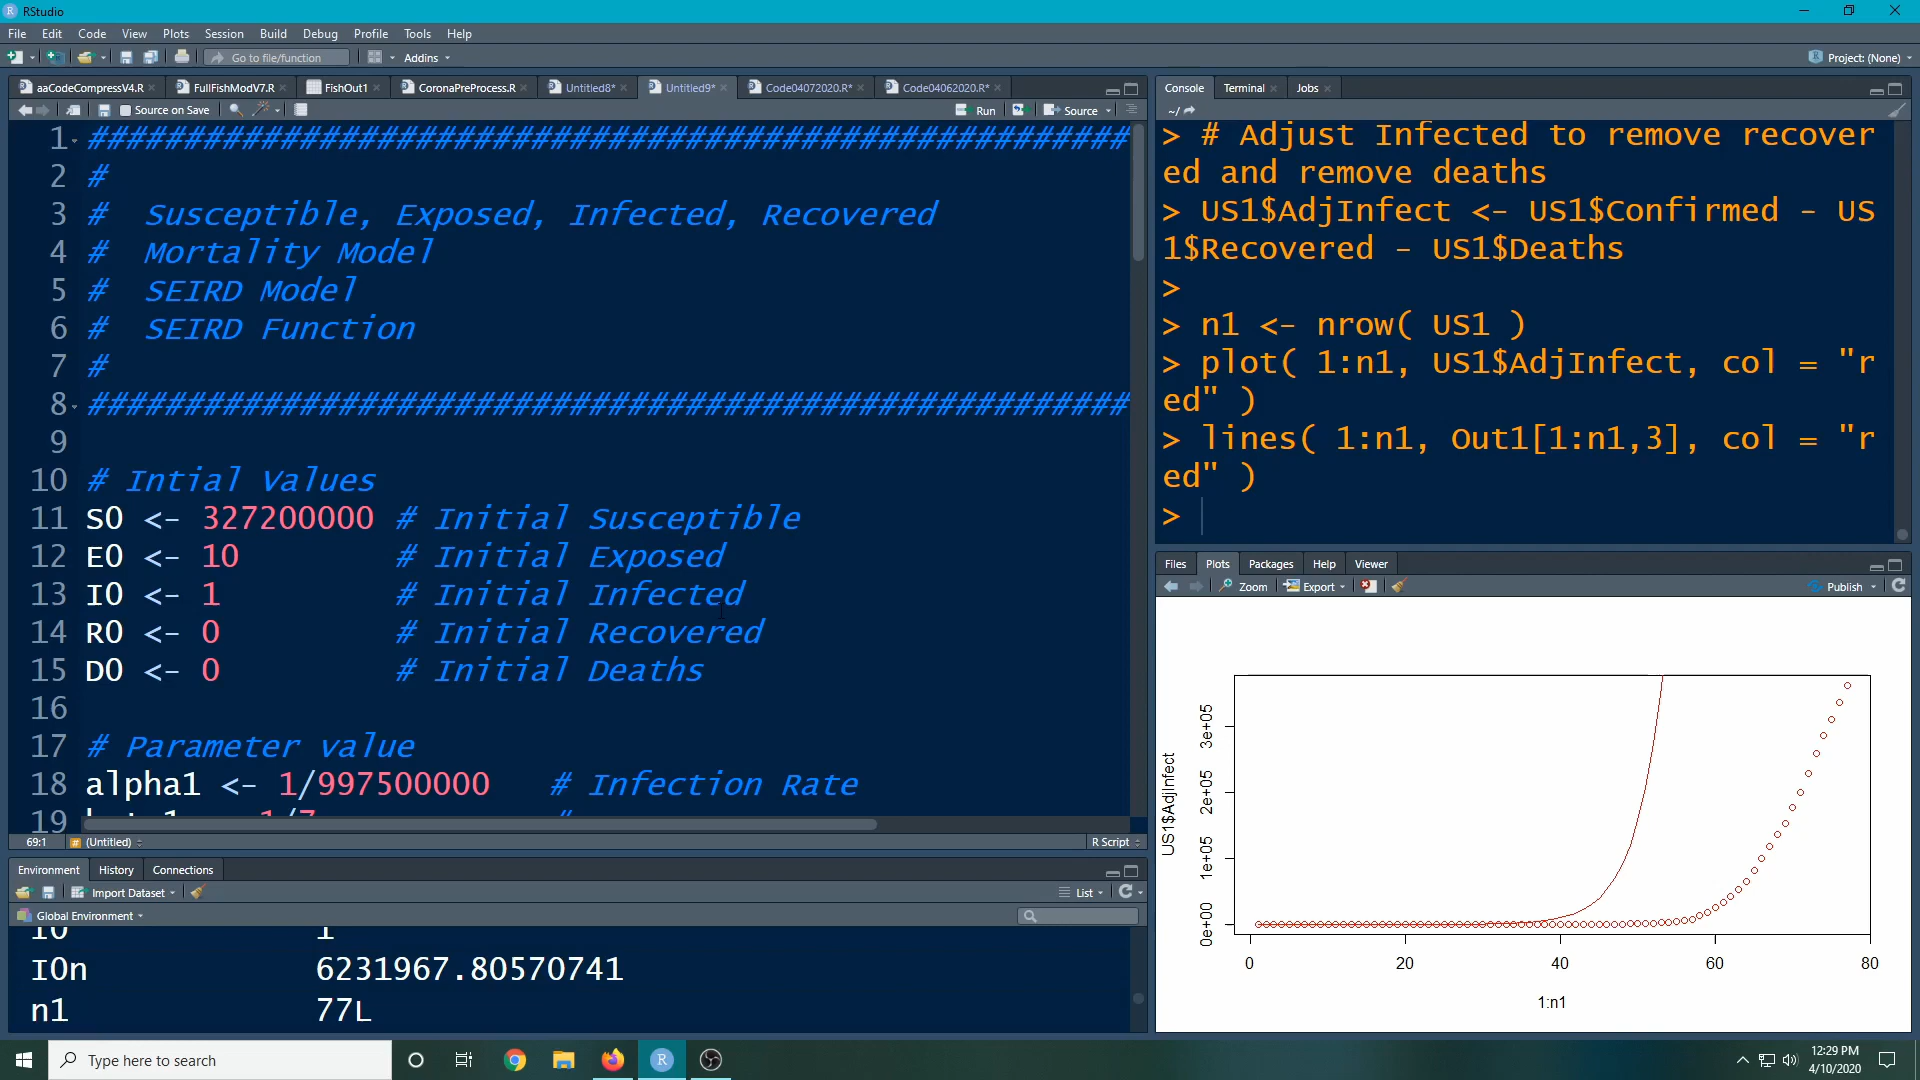 RStudio
File Edit Code View Plots Session Build Debug Profile Tools Help
Go to file/function Addins Project: (None)
aaCodeCompressV4.R FullFishModV7.R FishOut1 CoronaPreProcess.R Untitled8* Untitled9* Code04072020.R* Code04062020.R*
Source on Save Run Source
1 ######################################################
2 #
3 # Susceptible, Exposed, Infected, Recovered
4 # Mortality Model
5 # SEIRD Model
6 # SEIRD Function
7 #
8 ######################################################
9
10 # Intial Values
11 S0 <- 327200000 # Initial Susceptible
12 E0 <- 10 # Initial Exposed
13 I0 <- 1 # Initial Infected
14 R0 <- 0 # Initial Recovered
15 D0 <- 0 # Initial Deaths
16
17 # Parameter value
18 alpha1 <- 1/997500000 # Infection Rate
19
69:1 (Untitled) R Script
Environment History Connections
Import Dataset List
Global Environment
I0 1
I0n 6231967.80570741
n1 77L
Console Terminal Jobs
~/
> # Adjust Infected to remove recover
ed and remove deaths
> US1$AdjInfect <- US1$Confirmed - US
1$Recovered - US1$Deaths
>
> n1 <- nrow( US1 )
> plot( 1:n1, US1$AdjInfect, col = "r
ed" )
> lines( 1:n1, Out1[1:n1,3], col = "r
ed" )
>
Files Plots Packages Help Viewer
Zoom Export Publish
US1$AdjInfect
3e+05
2e+05
1e+05
0e+00
0 20 40 60 80
1:n1
Type here to search
12:29 PM
4/10/2020